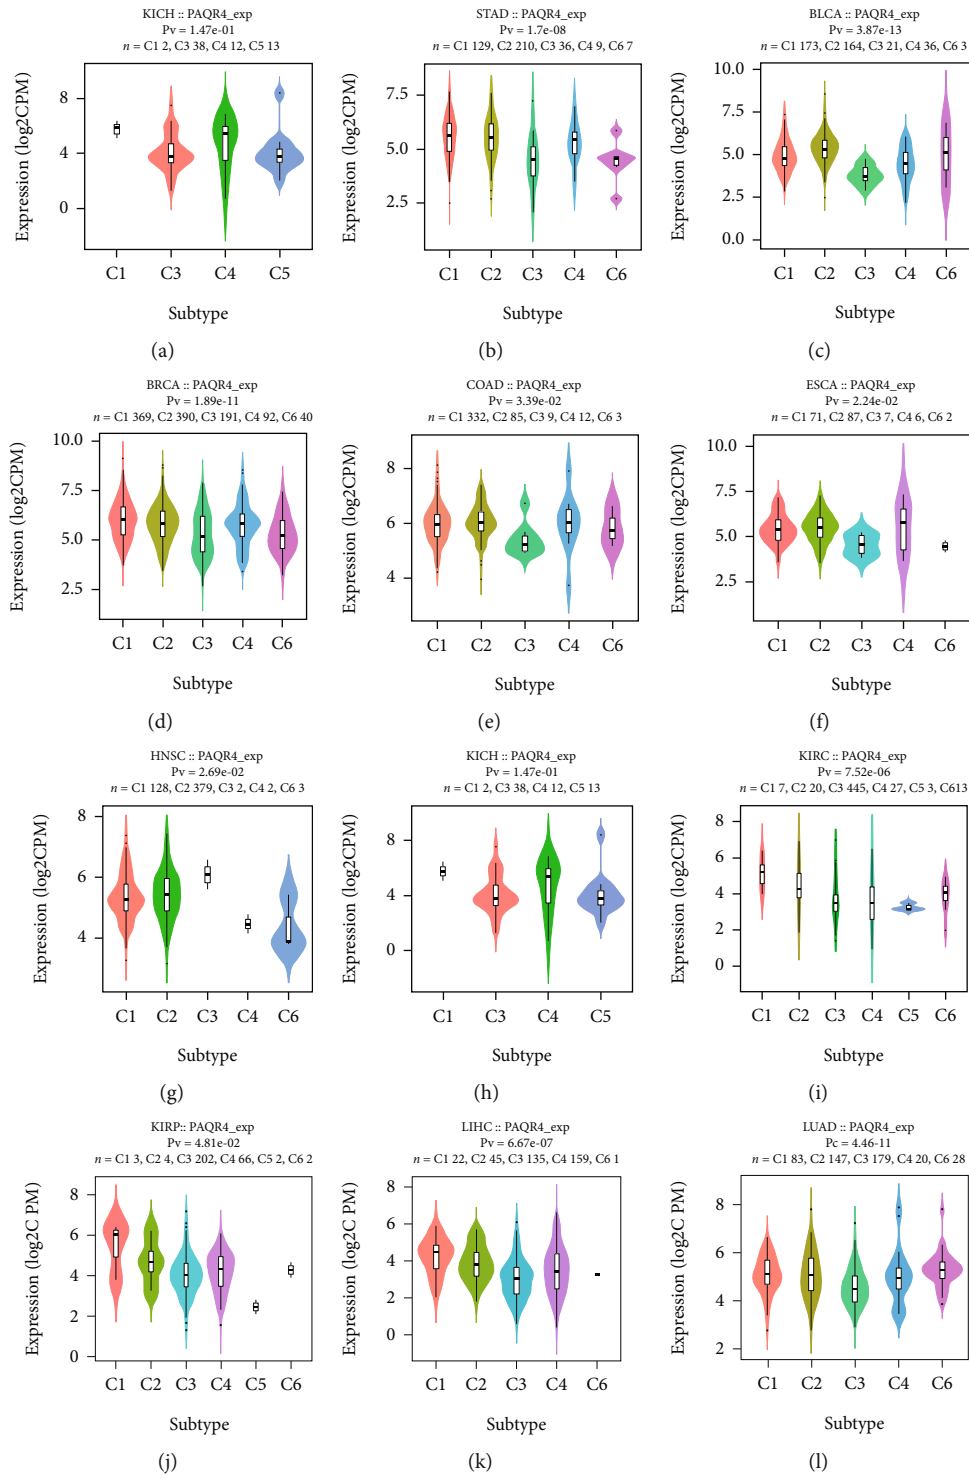 KICH :: PAQR4_exp
Pv = 1.47e-01
n = C1 2, C3 38, C4 12, C5 13
Expression (log2CPM)
8
4
0
C1 C3 C4 C5
Subtype
(a)
STAD :: PAQR4_exp
Pv = 1.7e-08
n = C1 129, C2 210, C3 36, C4 9, C6 7
Expression (log2CPM)
7.5
5.0
2.5
C1 C2 C3 C4 C6
Subtype
(b)
BLCA :: PAQR4_exp
Pv = 3.87e-13
n = C1 173, C2 164, C3 21, C4 36, C6 3
Expression (log2CPM)
10.0
7.5
5.0
2.5
0.0
C1 C2 C3 C4 C6
Subtype
(c)
BRCA :: PAQR4_exp
Pv = 1.89e-11
n = C1 369, C2 390, C3 191, C4 92, C6 40
Expression (log2CPM)
10.0
7.5
5.0
2.5
C1 C2 C3 C4 C6
Subtype
(d)
COAD :: PAQR4_exp
Pv = 3.39e-02
n = C1 332, C2 85, C3 9, C4 12, C6 3
Expression (log2CPM)
8
6
4
C1 C2 C3 C4 C6
Subtype
(e)
ESCA :: PAQR4_exp
Pv = 2.24e-02
n = C1 71, C2 87, C3 7, C4 6, C6 2
Expression (log2CPM)
10.0
7.5
5.0
2.5
C1 C2 C3 C4 C6
Subtype
(f)
HNSC :: PAQR4_exp
Pv = 2.69e-02
n = C1 128, C2 379, C3 2, C4 2, C6 3
Expression (log2CPM)
8
6
4
C1 C2 C3 C4 C6
Subtype
(g)
KICH :: PAQR4_exp
Pv = 1.47e-01
n = C1 2, C3 38, C4 12, C5 13
Expression (log2CPM)
8
4
0
C1 C3 C4 C5
Subtype
(h)
KIRC :: PAQR4_exp
Pv = 7.52e-06
n = C1 7, C2 20, C3 445, C4 27, C5 3, C613
Expression (log2CPM)
8
6
4
2
0
C1 C2 C3 C4 C5 C6
Subtype
(i)
KIRP :: PAQR4_exp
Pv = 4.81e-02
n = C1 3, C2 4, C3 202, C4 66, C5 2, C6 2
Expression (log2C PM)
6
4
2
0
C1 C2 C3 C4 C5 C6
Subtype
(j)
LIHC :: PAQR4_exp
Pv = 6.67e-07
n = C1 22, C2 45, C3 135, C4 159, C6 1
Expression (log2C PM)
6
4
2
0
C1 C2 C3 C4 C6
Subtype
(k)
LUAD :: PAQR4_exp
Pc = 4.46-11
n = C1 83, C2 147, C3 179, C4 20, C6 28
Expression (log2C PM)
8
6
4
2
C1 C2 C3 C4 C6
Subtype
(l)